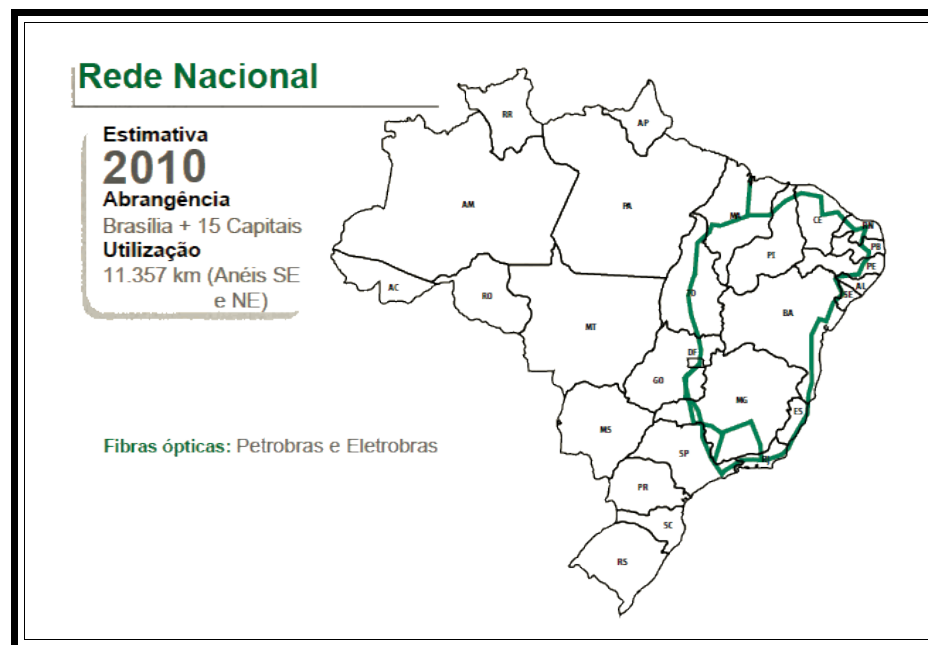 Rede Nacional
Estimativa
2010
Abrangência
Brasília + 15 Capitais
Utilização
11.357 km (Anéis SE
e NE)
Fibras ópticas: Petrobras e Eletrobras
RR
AP
AM
PA
MA
CE
RN
PB
PI
PE
AL
SE
AC
RO
TO
BA
MT
DF
GO
MG
ES
MS
SP
RJ
PR
SC
RS